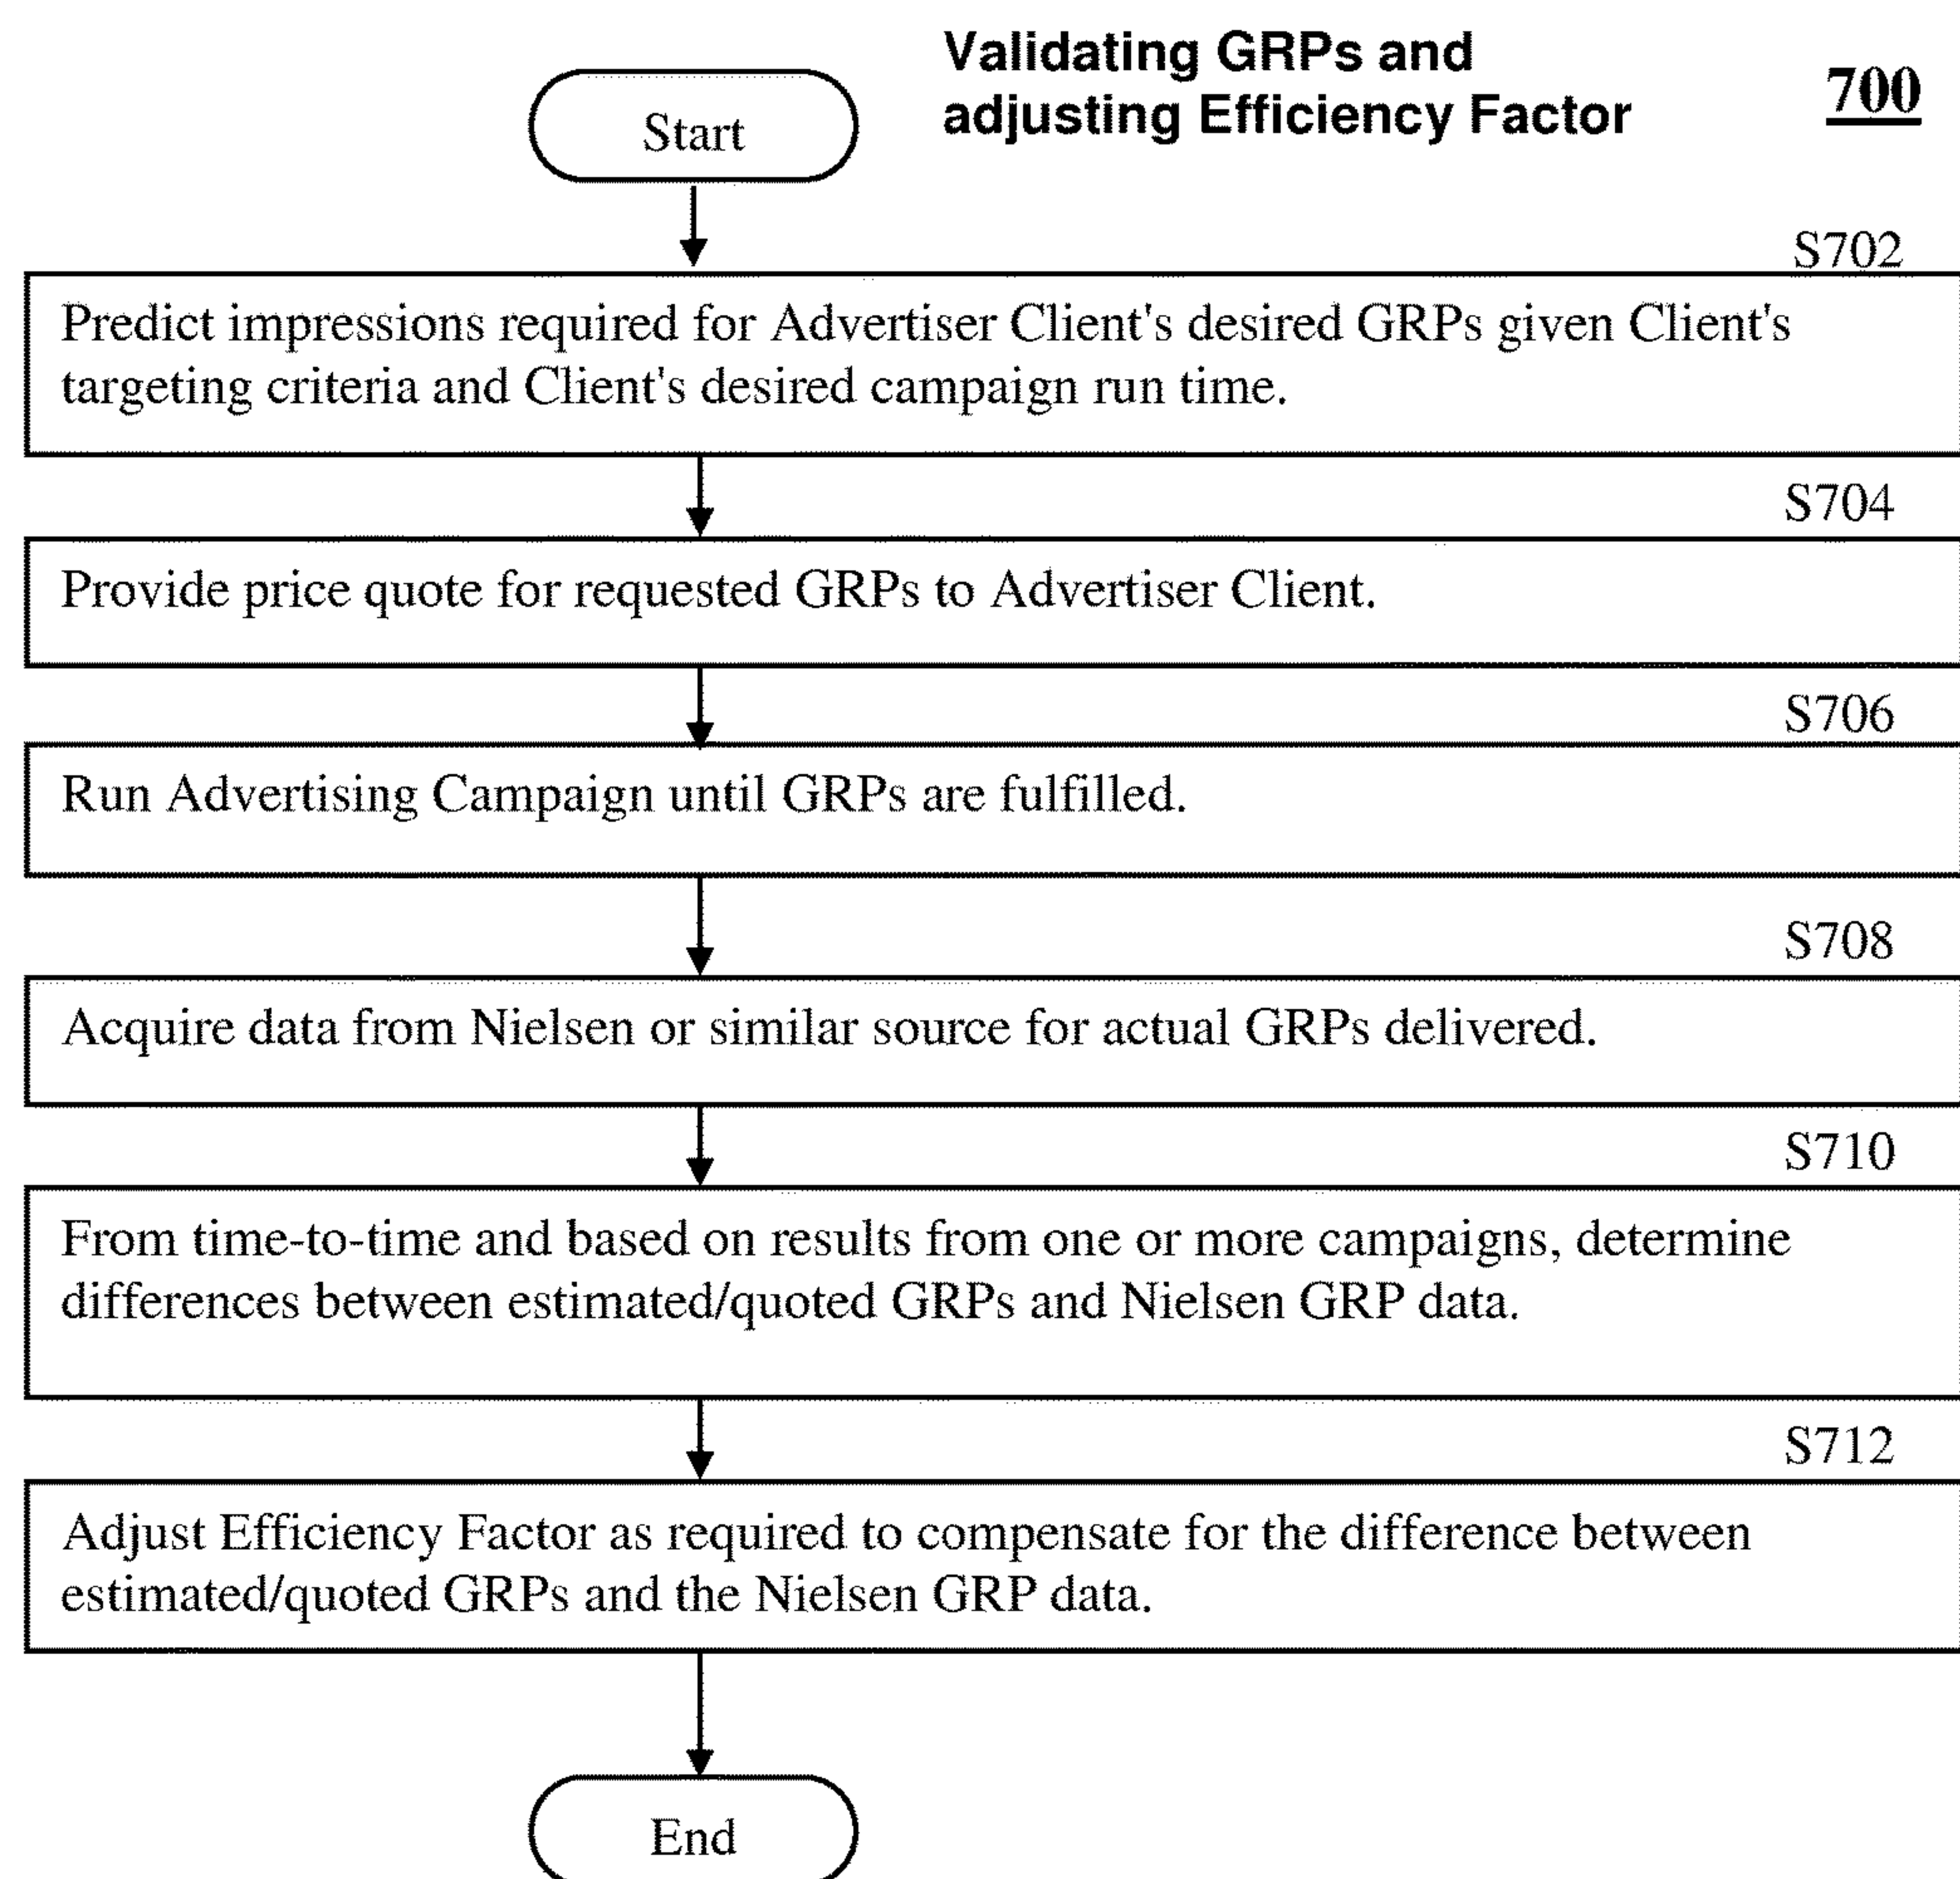 Validating GRPs and
adjusting Efficiency Factor
700
Start
S702
Predict impressions required for Advertiser Client's desired GRPs given Client's
targeting criteria and Client's desired campaign run time.
S704
Provide price quote for requested GRPs to Advertiser Client.
S706
Run Advertising Campaign until GRPs are fulfilled.
S708
Acquire data from Nielsen or similar source for actual GRPs delivered.
S710
From time-to-time and based on results from one or more campaigns, determine
differences between estimated/quoted GRPs and Nielsen GRP data.
S712
Adjust Efficiency Factor as required to compensate for the difference between
estimated/quoted GRPs and the Nielsen GRP data.
End